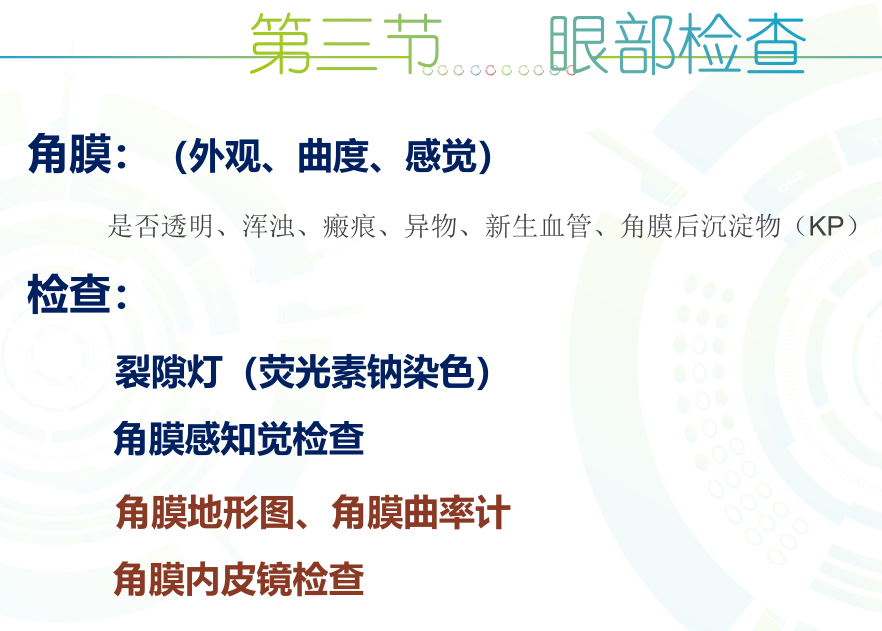 第三节 眼部检查
角膜：（外观、曲度、感觉）
是否透明、浑浊、瘢痕、异物、新生血管、角膜后沉淀物（KP）
检查：
裂隙灯（荧光素钠染色）
角膜感知觉检查
角膜地形图、角膜曲率计
角膜内皮镜检查